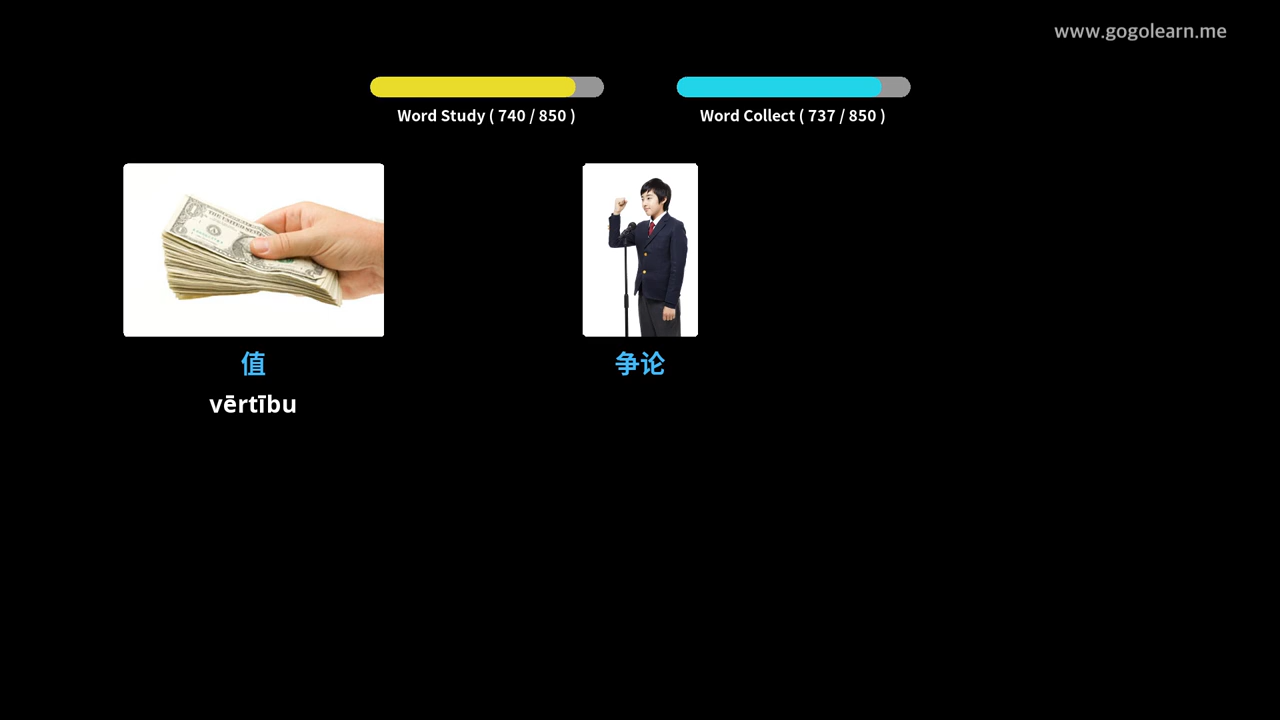 www.gogolearn.me
Word Study ( 740 / 850 )
Word Collect ( 737 / 850 )
值
争论
vērtību